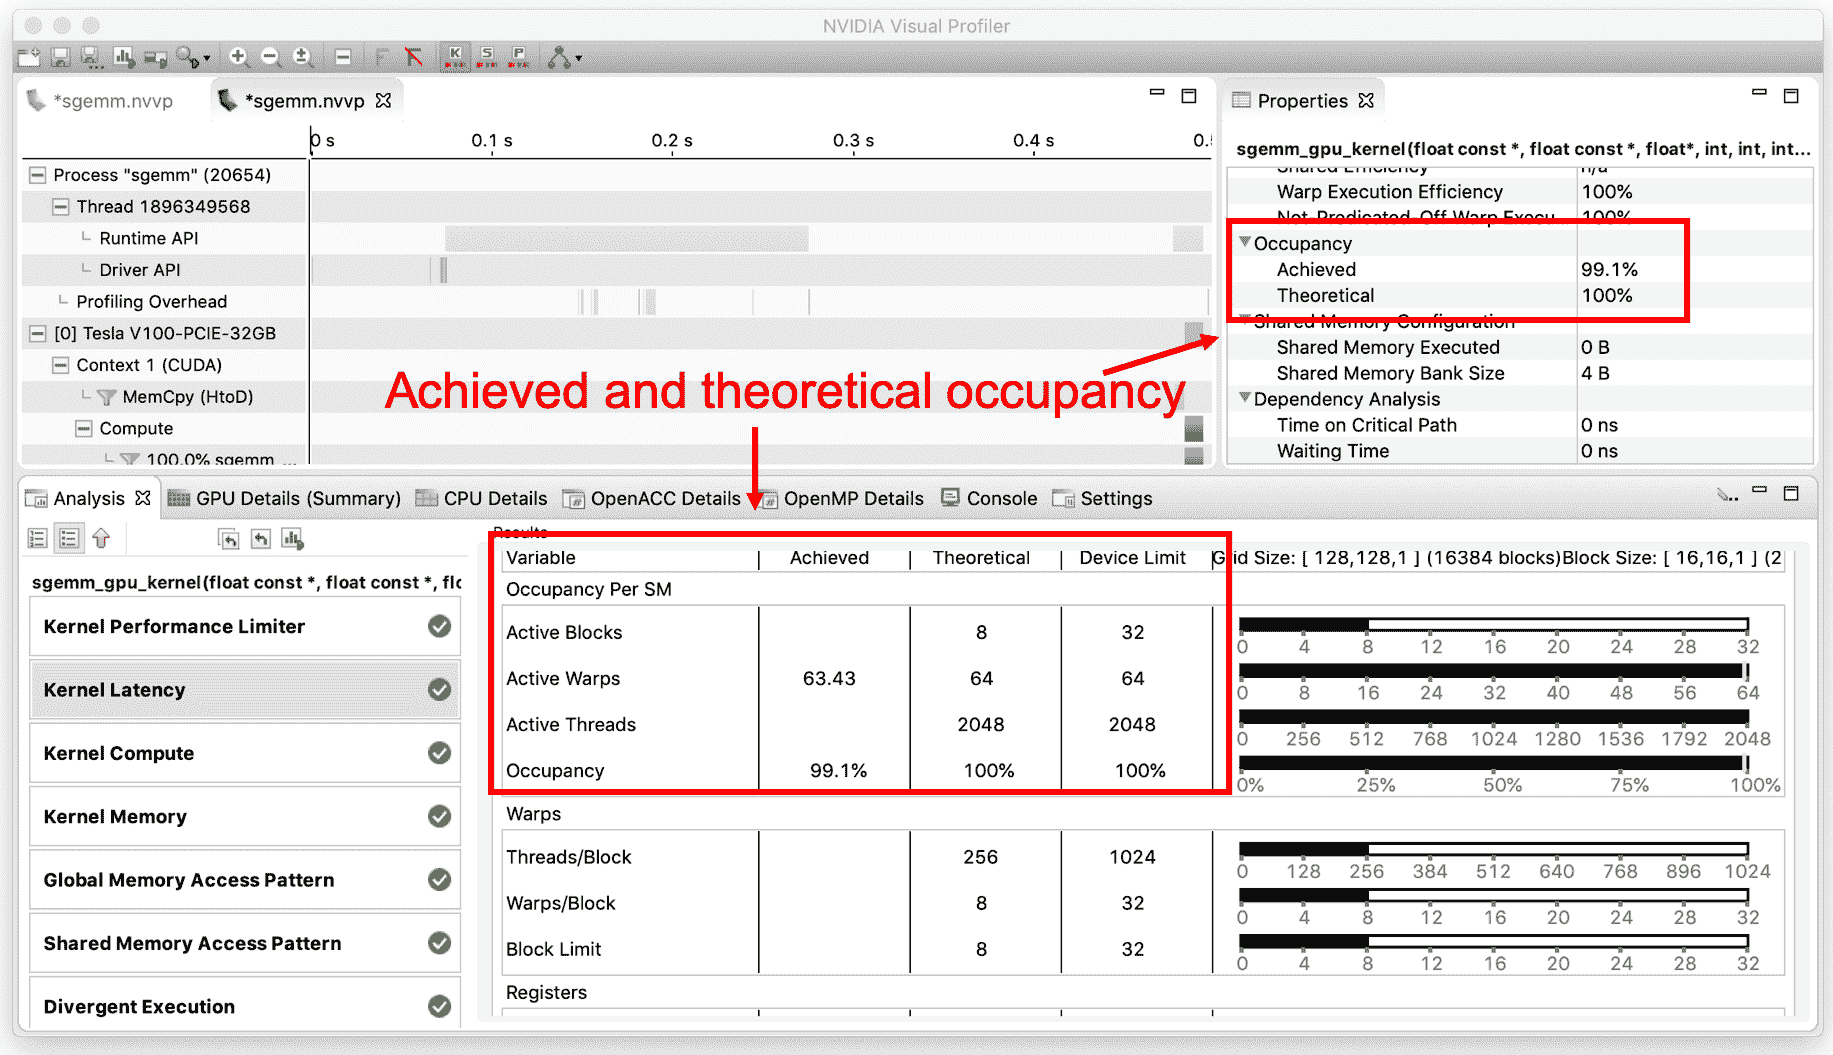 NVIDIA Visual Profiler
*sgemm.nvvp
*sgemm.nvvp
0 s 0.1 s 0.2 s 0.3 s 0.4 s
Process "sgemm" (20654)
Thread 1896349568
Runtime API
Driver API
Profiling Overhead
[0] Tesla V100-PCIE-32GB
Context 1 (CUDA)
MemCpy (HtoD)
Compute
100.0% sgemm ...
Properties
sgemm_gpu_kernel(float const *, float const *, float*, int, int, int...
Shared Efficiency n/a
Warp Execution Efficiency 100%
Not-Predicated-Off Warp Execu... 100%
Occupancy
Achieved 99.1%
Theoretical 100%
Shared Memory Configuration
Shared Memory Executed 0 B
Shared Memory Bank Size 4 B
Dependency Analysis
Time on Critical Path 0 ns
Waiting Time 0 ns
Achieved and theoretical occupancy
Analysis GPU Details (Summary) CPU Details OpenACC Details OpenMP Details Console Settings
sgemm_gpu_kernel(float const *, float const *, flo
Kernel Performance Limiter
Kernel Latency
Kernel Compute
Kernel Memory
Global Memory Access Pattern
Shared Memory Access Pattern
Divergent Execution
Results
Variable Achieved Theoretical Device Limit Grid Size: [ 128,128,1 ] (16384 blocks)Block Size: [ 16,16,1 ] (2
Occupancy Per SM
Active Blocks 8 32
0 4 8 12 16 20 24 28 32
Active Warps 63.43 64 64
0 8 16 24 32 40 48 56 64
Active Threads 2048 2048
0 256 512 768 1024 1280 1536 1792 2048
Occupancy 99.1% 100% 100%
0% 25% 50% 75% 100%
Warps
Threads/Block 256 1024
0 128 256 384 512 640 768 896 1024
Warps/Block 8 32
0 4 8 12 16 20 24 28 32
Block Limit 8 32
0 4 8 12 16 20 24 28 32
Registers